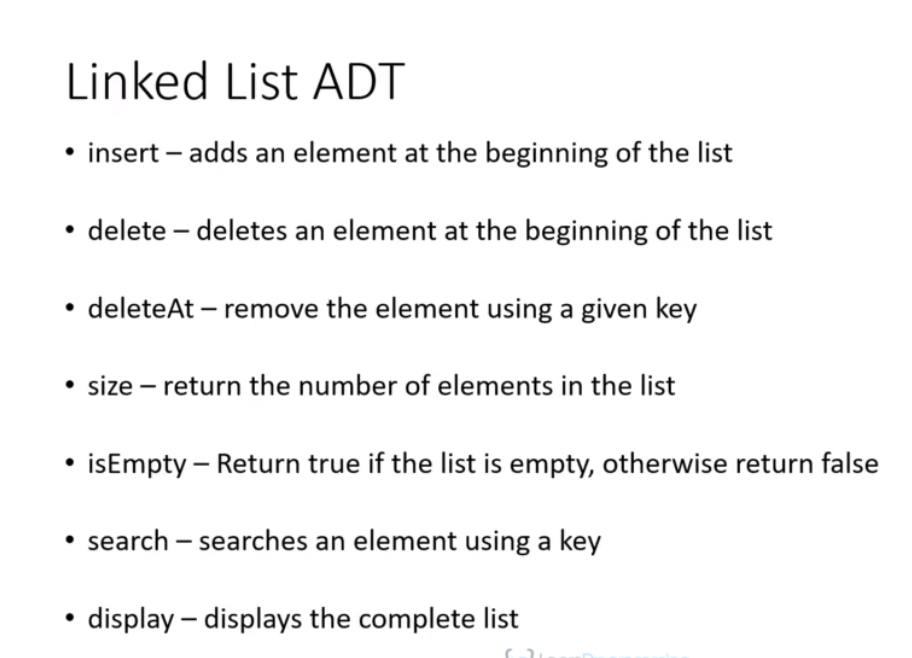 Linked List ADT
• insert – adds an element at the beginning of the list
• delete – deletes an element at the beginning of the list
• deleteAt – remove the element using a given key
• size – return the number of elements in the list
• isEmpty – Return true if the list is empty, otherwise return false
• search – searches an element using a key
• display – displays the complete list